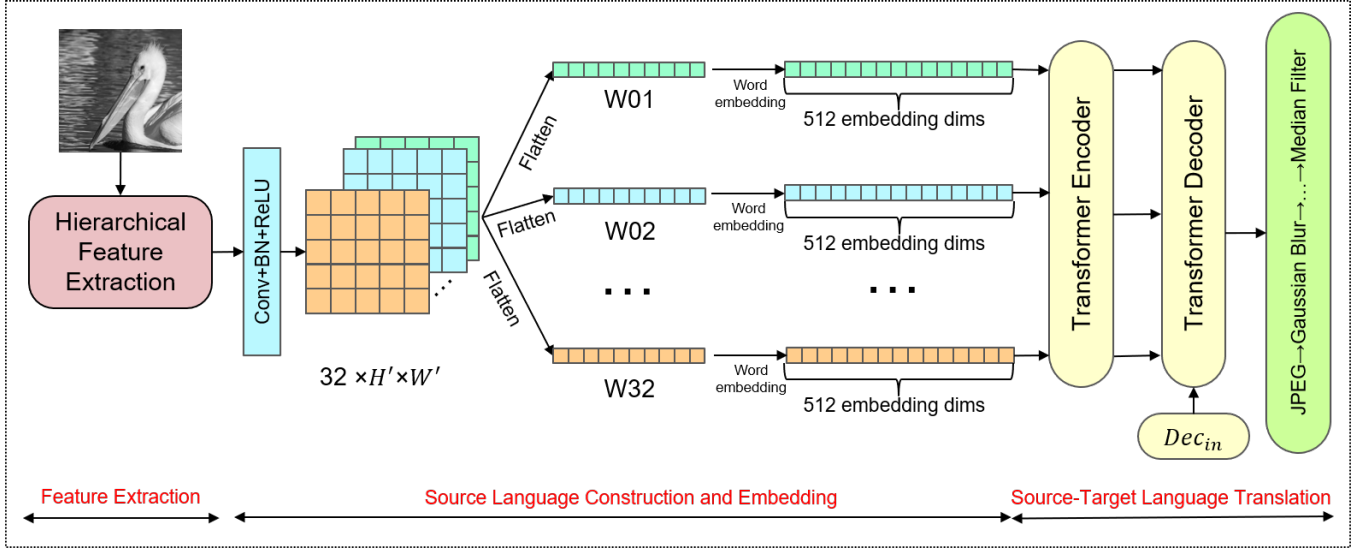 Hierarchical
Feature
Extraction
Conv+BN+ReLU
32 ×H′×W′
Flatten
Flatten
Flatten
W01
W02
...
W32
Word
embedding
Word
embedding
Word
embedding
512 embedding dims
512 embedding dims
...
512 embedding dims
Transformer Encoder
Transformer Decoder
Dec_in
JPEG→Gaussian Blur→...→Median Filter
Feature Extraction
Source Language Construction and Embedding
Source-Target Language Translation